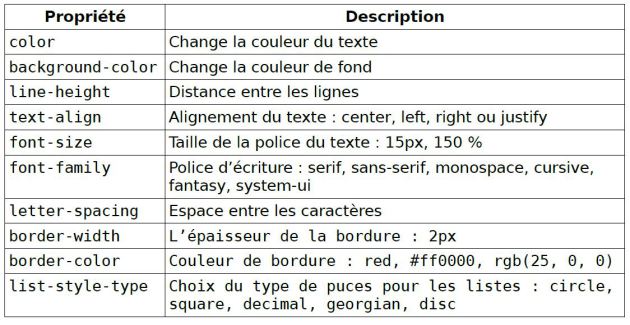 Propriété Description
color Change la couleur du texte
background-color Change la couleur de fond
line-height Distance entre les lignes
text-align Alignement du texte : center, left, right ou justify
font-size Taille de la police du texte : 15px, 150 %
font-family Police d’écriture : serif, sans-serif, monospace, cursive,
fantasy, system-ui
letter-spacing Espace entre les caractères
border-width L’épaisseur de la bordure : 2px
border-color Couleur de bordure : red, #ff0000, rgb(25, 0, 0)
list-style-type Choix du type de puces pour les listes : circle,
square, decimal, georgian, disc